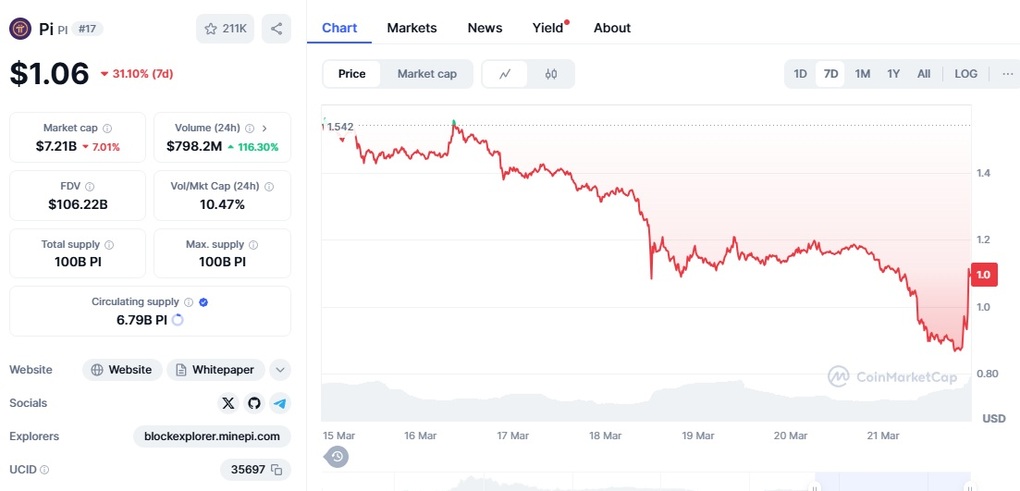 Pi PI #17 211K
$1.06 31.10% (7d)
Market cap
$7.21B 7.01%
Volume (24h)
$798.2M 116.30%
FDV
$106.22B
Vol/Mkt Cap (24h)
10.47%
Total supply
100B PI
Max. supply
100B PI
Circulating supply
6.79B PI
Website Website Whitepaper
Socials
Explorers blockexplorer.minepi.com
UCID 35697
Chart Markets News Yield About
Price Market cap
1D 7D 1M 1Y All LOG
1.542
1.4
1.2
1.0
1.0
0.80
CoinMarketCap
USD
15 Mar 16 Mar 17 Mar 18 Mar 19 Mar 20 Mar 21 Mar